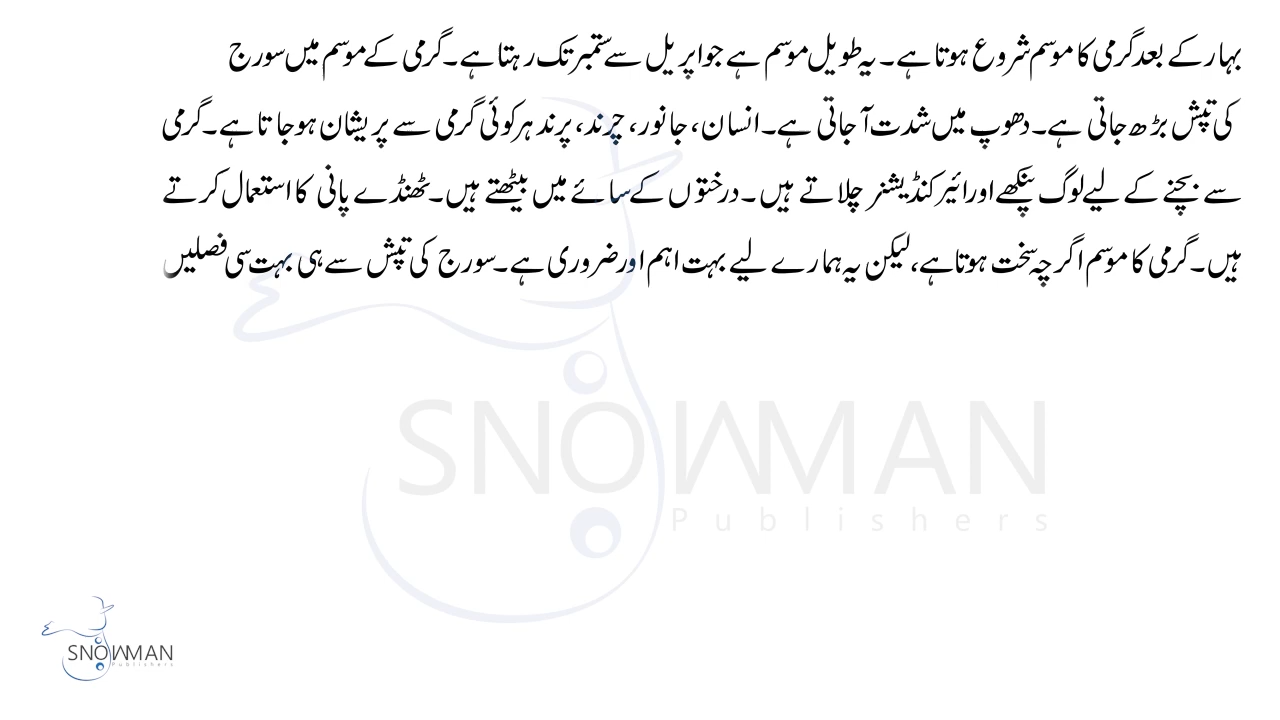 بہار کے بعد گرمی کا موسم شروع ہوتا ہے۔ یہ طویل موسم ہے جو اپریل سے ستمبر تک رہتا ہے۔ گرمی کے موسم میں سورج
کی تپش بڑھ جاتی ہے۔ دھوپ میں شدت آ جاتی ہے۔ انسان، جانور، چرند، پرند ہر کوئی گرمی سے پریشان ہو جاتا ہے۔ گرمی
سے بچنے کے لیے لوگ پنکھے اور ائیر کنڈیشنر چلاتے ہیں۔ درختوں کے سائے میں بیٹھتے ہیں۔ ٹھنڈے پانی کا استعمال کرتے
ہیں۔ گرمی کا موسم اگرچہ سخت ہوتا ہے، لیکن یہ ہمارے لیے بہت اہم اور ضروری ہے۔ سورج کی تپش سے ہی بہت سی فصلیں
SNOWMAN
Publishers
SNOWMAN
Publishers